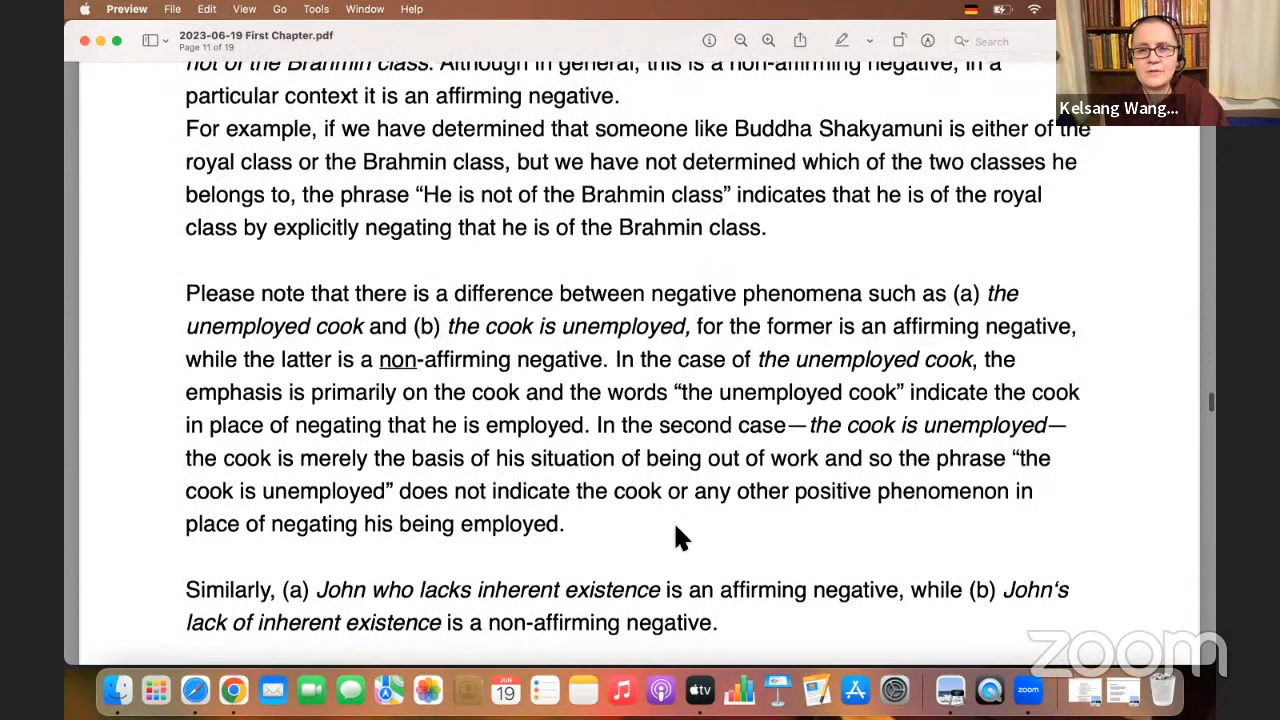 Preview File Edit View Go Tools Window Help
2023-06-19 First Chapter.pdf
Page 11 of 19
Search
Kelsang Wang...
not of the Brahmin class. Although in general, this is a non-affirming negative, in a
particular context it is an affirming negative.
For example, if we have determined that someone like Buddha Shakyamuni is either of the
royal class or the Brahmin class, but we have not determined which of the two classes he
belongs to, the phrase “He is not of the Brahmin class” indicates that he is of the royal
class by explicitly negating that he is of the Brahmin class.
Please note that there is a difference between negative phenomena such as (a) the
unemployed cook and (b) the cook is unemployed, for the former is an affirming negative,
while the latter is a non-affirming negative. In the case of the unemployed cook, the
emphasis is primarily on the cook and the words “the unemployed cook” indicate the cook
in place of negating that he is employed. In the second case—the cook is unemployed—
the cook is merely the basis of his situation of being out of work and so the phrase “the
cook is unemployed” does not indicate the cook or any other positive phenomenon in
place of negating his being employed.
Similarly, (a) John who lacks inherent existence is an affirming negative, while (b) John‘s
lack of inherent existence is a non-affirming negative.
zoom
JUN
19
tv
zoom